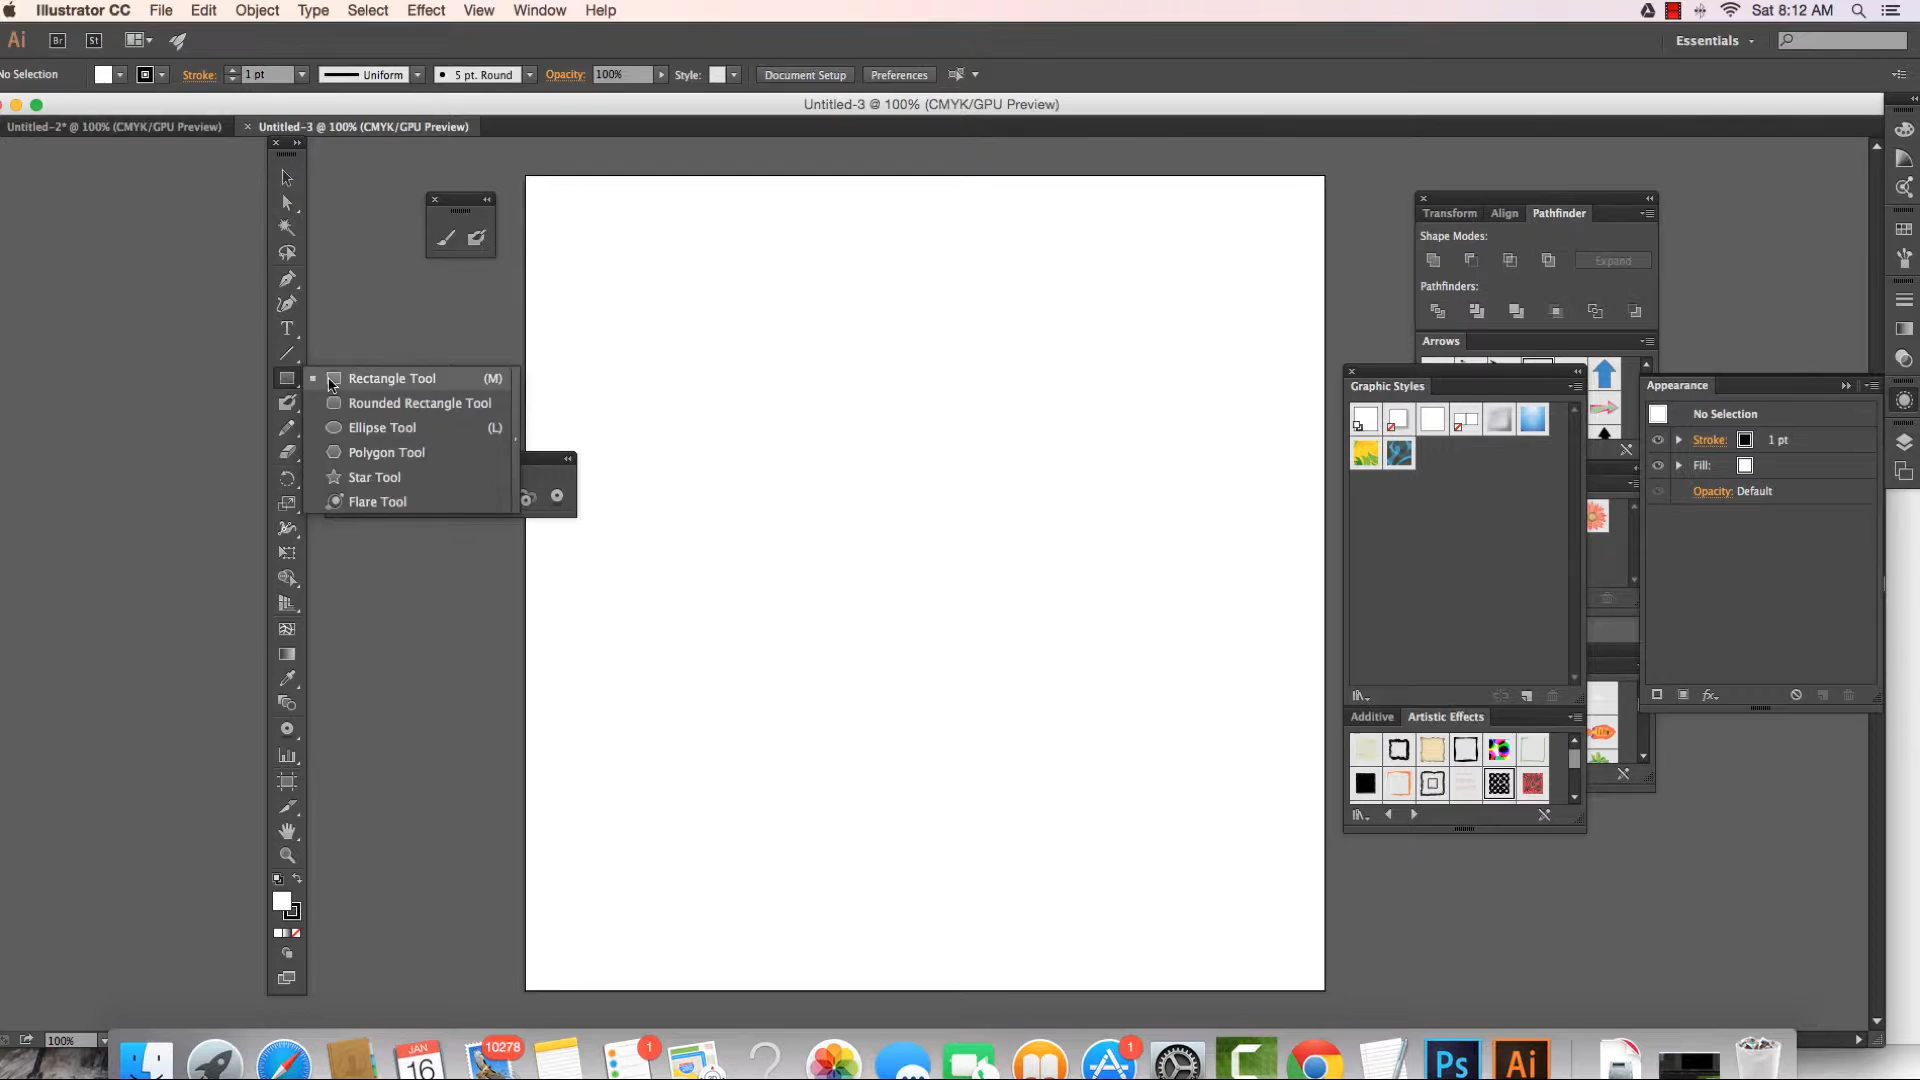 Illustrator CC File Edit Object Type Select Effect View Window Help Sat 8:12 AM
Ai Br St Essentials
No Selection Stroke: 1 pt Uniform 5 pt. Round Opacity: 100% Style: Document Setup Preferences
Untitled-3 @ 100% (CMYK/GPU Preview)
Untitled-2* @ 100% (CMYK/GPU Preview) × Untitled-3 @ 100% (CMYK/GPU Preview)
Transform Align Pathfinder
Shape Modes:
Expand
Pathfinders:
Arrows
Rectangle Tool (M)
Rounded Rectangle Tool
Ellipse Tool (L)
Polygon Tool
Star Tool
Flare Tool
Graphic Styles
Additive Artistic Effects
Appearance
No Selection
Stroke: 1 pt
Fill:
Opacity: Default
fx
T
100%
JAN
16
10278
1
1
C
Ps
Ai